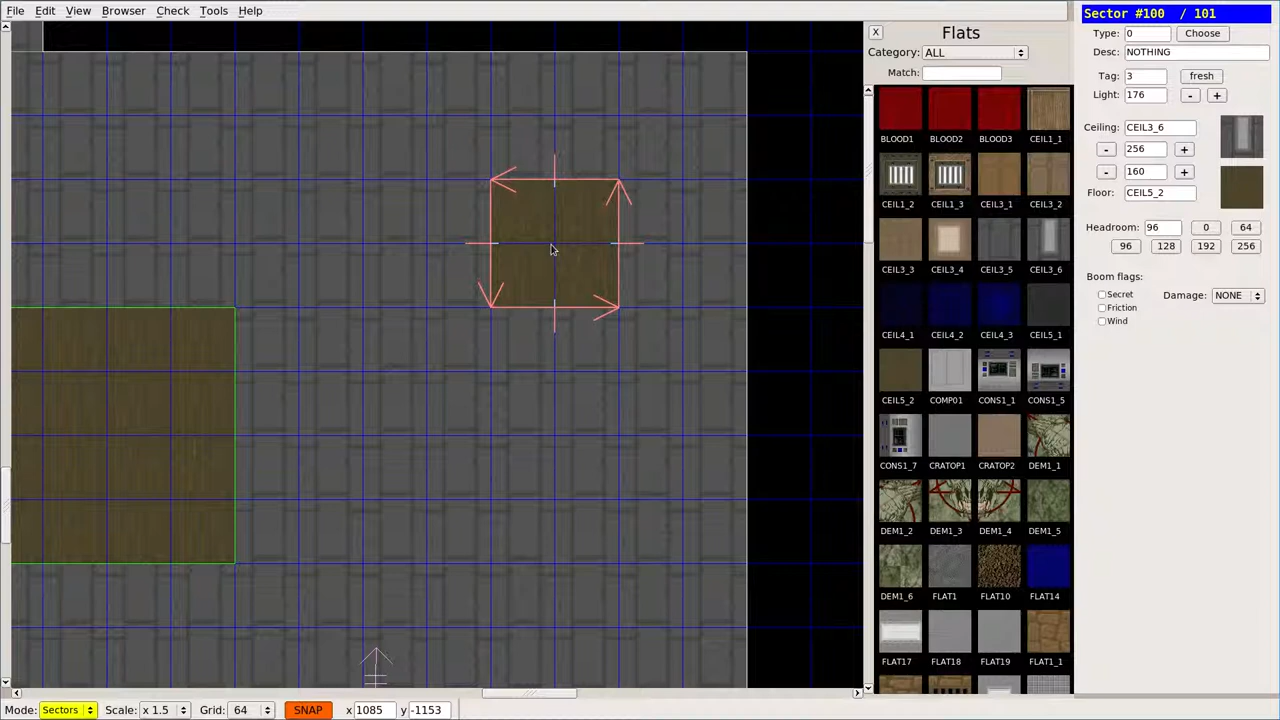 File Edit View Browser Check Tools Help
Sector #100 / 101
X Flats
Category: ALL
Match:
BLOOD1 BLOOD2 BLOOD3 CEIL1_1
CEIL1_2 CEIL1_3 CEIL3_1 CEIL3_2
CEIL3_3 CEIL3_4 CEIL3_5 CEIL3_6
CEIL4_1 CEIL4_2 CEIL4_3 CEIL5_1
CEIL5_2 COMP01 CONS1_1 CONS1_5
CONS1_7 CRATOP1 CRATOP2 DEM1_1
DEM1_2 DEM1_3 DEM1_4 DEM1_5
DEM1_6 FLAT1 FLAT10 FLAT14
FLAT17 FLAT18 FLAT19 FLAT1_1
Type: 0 Choose
Desc: NOTHING
Tag: 3 fresh
Light: 176 - +
Ceiling: CEIL3_6
- 256 +
- 160 +
Floor: CEIL5_2
Headroom: 96 0 64
96 128 192 256
Boom flags:
Secret Damage: NONE
Friction
Wind
Mode: Sectors Scale: x 1.5 Grid: 64 SNAP x 1085 y -1153